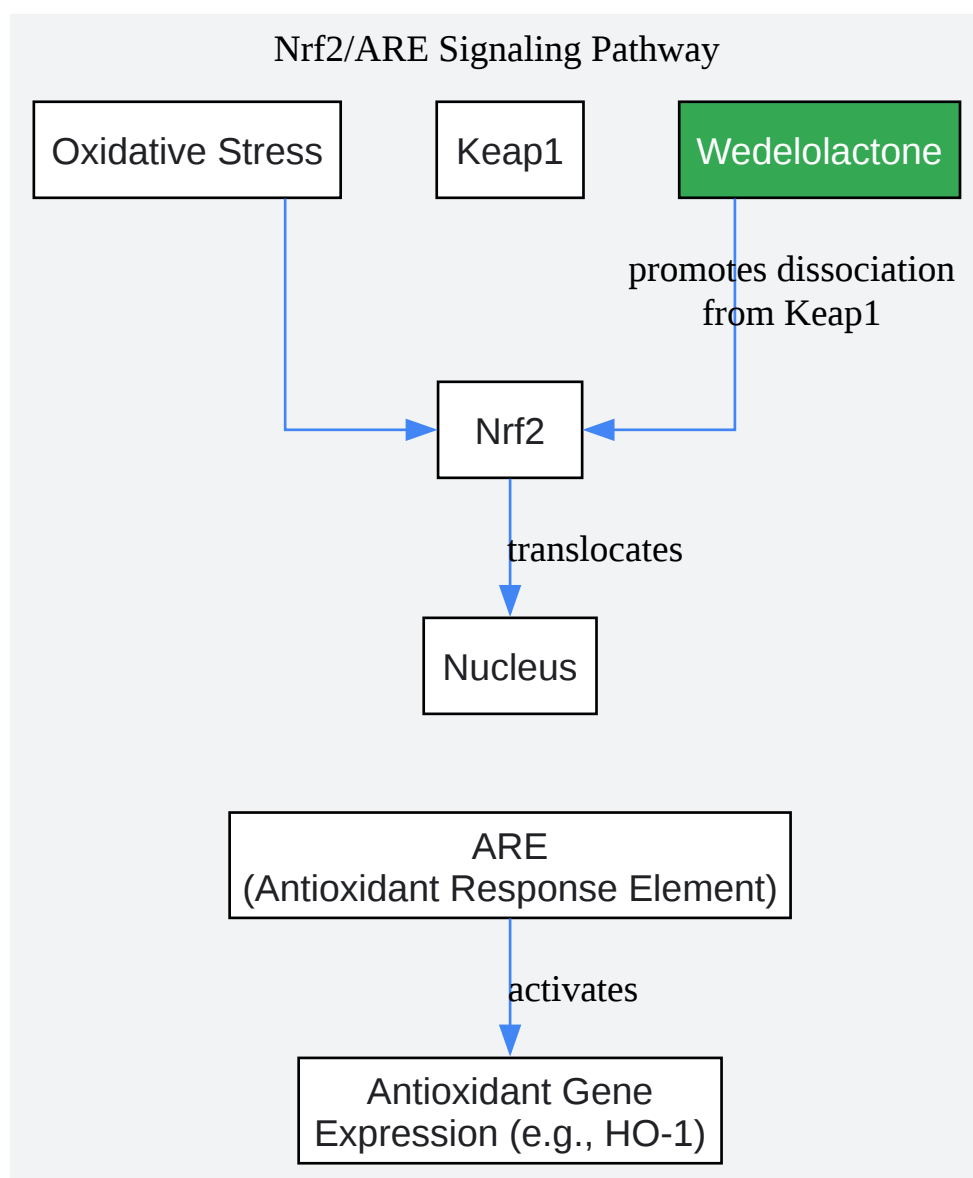 Nrf2/ARE Signaling Pathway
Oxidative Stress
Keap1
Wedelolactone
promotes dissociation
from Keap1
Nrf2
translocates
Nucleus
ARE
(Antioxidant Response Element)
activates
Antioxidant Gene
Expression (e.g., HO-1)